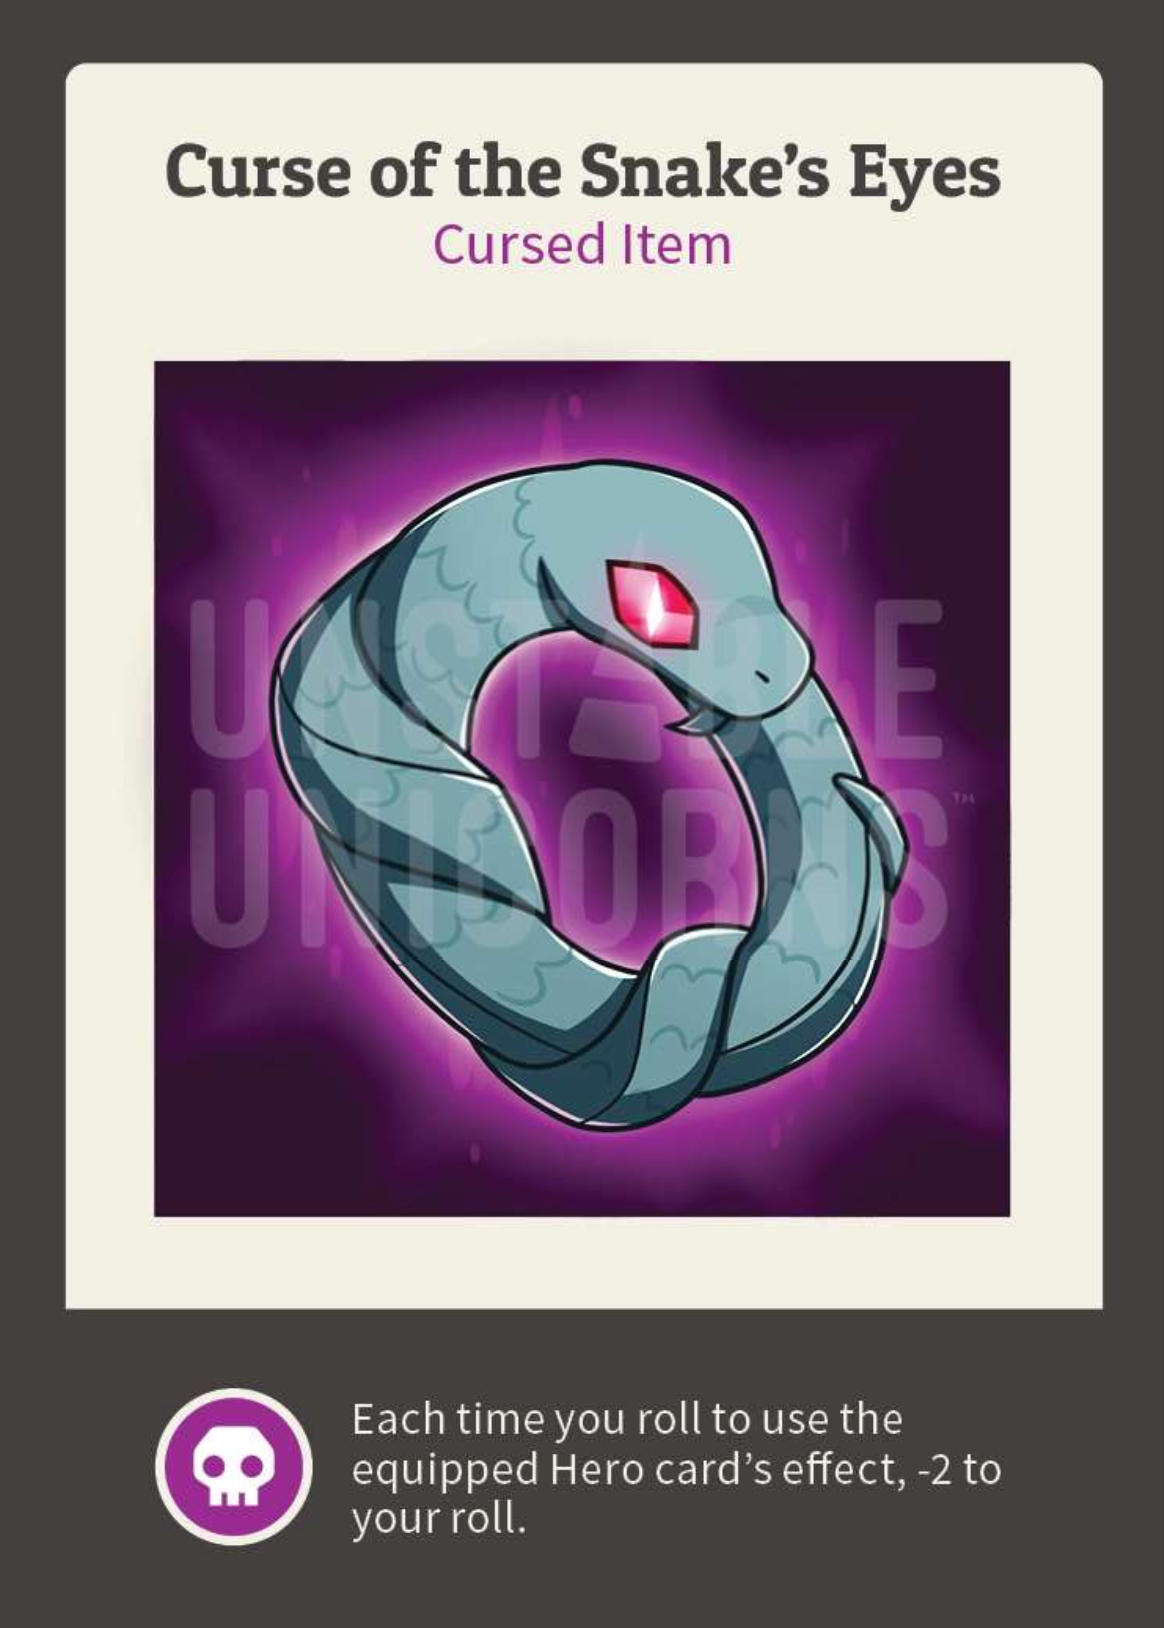 Curse of the Snake’s Eyes
Cursed Item
UNSTABLE
UNICORNS
TM
Each time you roll to use the
equipped Hero card’s effect, -2 to
your roll.